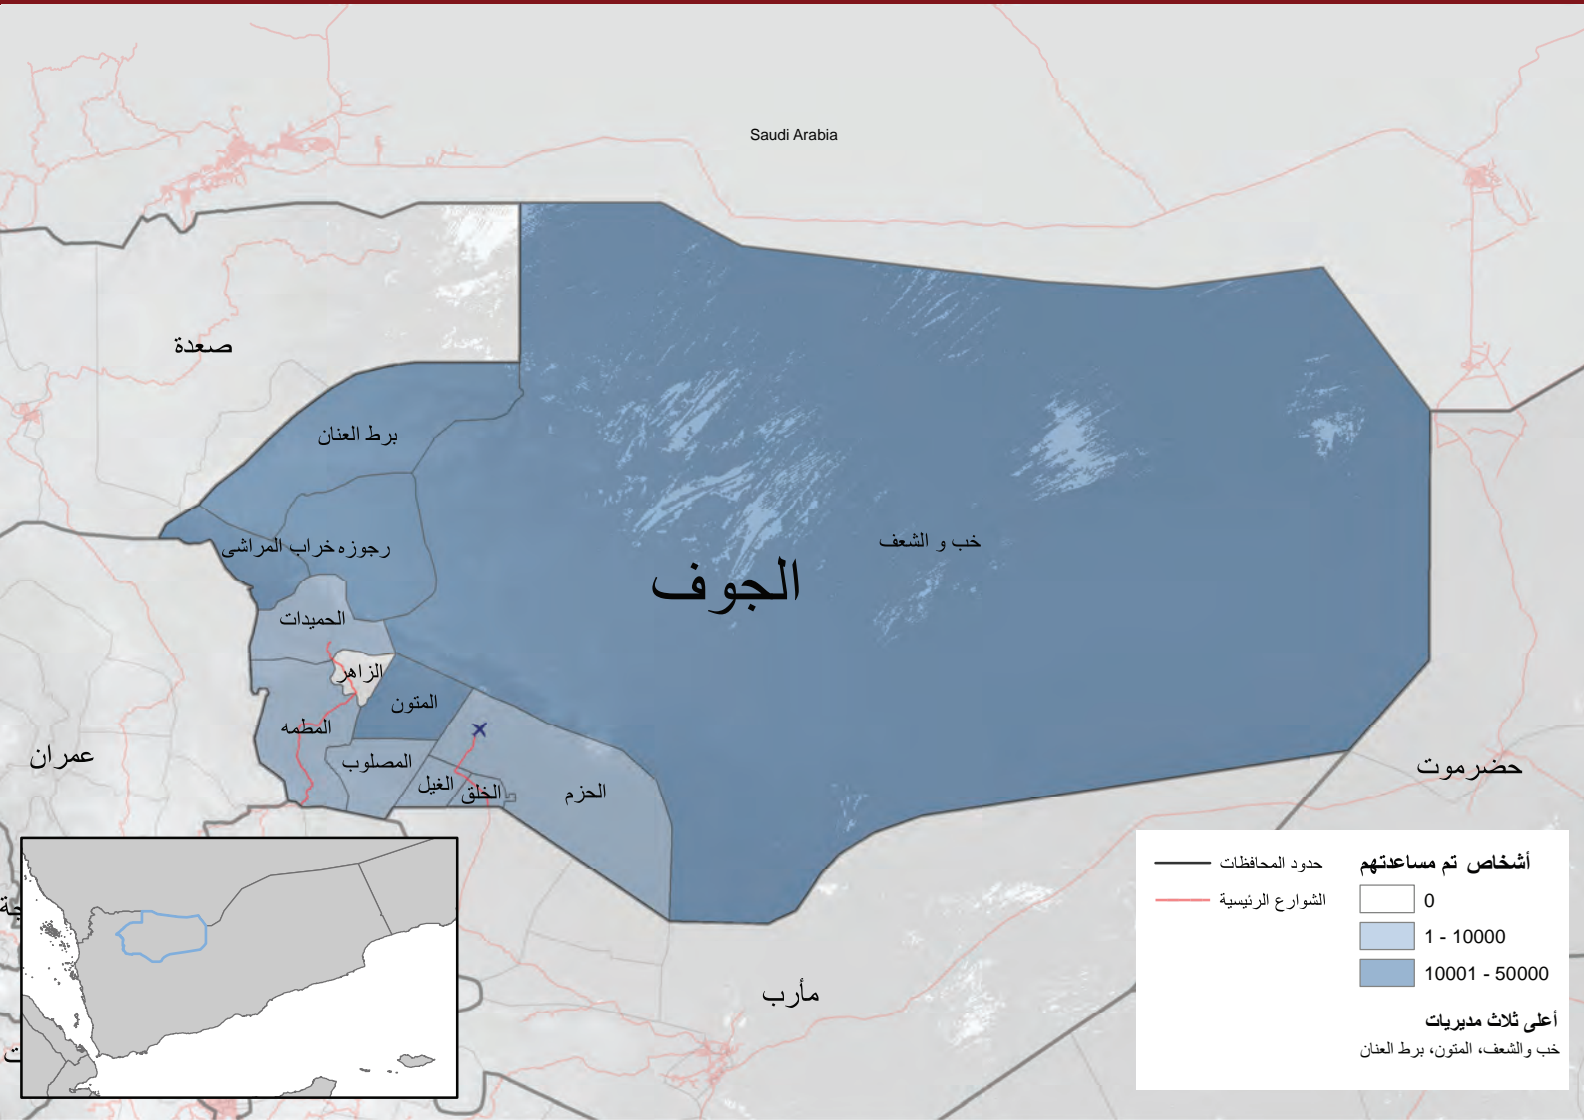 Saudi Arabia
صعدة
برط العنان
رجوزه
خراب المراشى
خب و الشعف
الجوف
الحميدات
الزاهر
المتون
المطمه
المصلوب
الغيل
الخلق
الحزم
عمران
حضرموت
مأرب
أشخاص تم مساعدتهم
0
1 - 10000
10001 - 50000
حدود المحافظات
الشوارع الرئيسية
أعلى ثلاث مديريات
خب والشعف، المتون، برط العنان